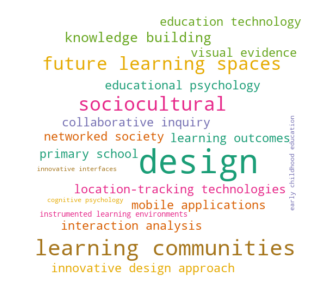 education technology
knowledge building
visual evidence
future learning spaces
educational psychology
sociocultural
collaborative inquiry
networked society
learning outcomes
primary school
design
innovative interfaces
early childhood education
location-tracking technologies
cognitive psychology
mobile applications
instrumented learning environments
interaction analysis
learning communities
innovative design approach